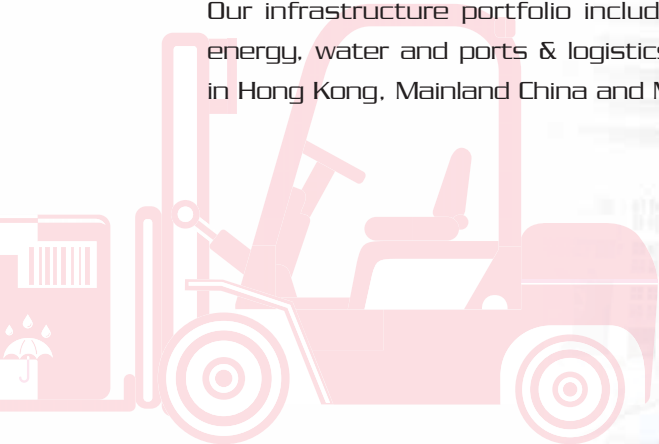 Our infrastructure portfolio includ
energy, water and ports & logistics
in Hong Kong, Mainland China and M